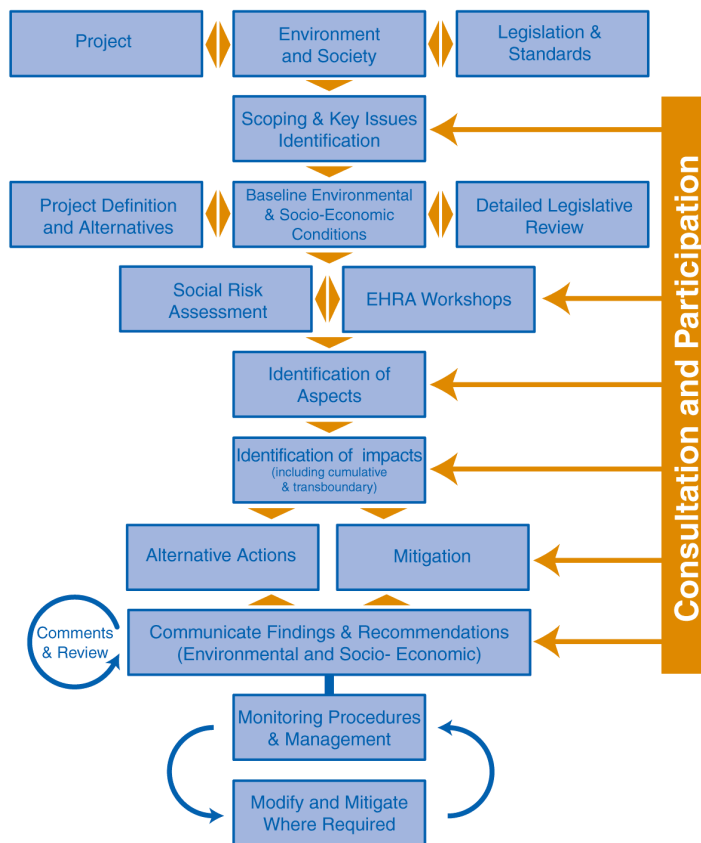 Project
Environment
and Society
Legislation &
Standards
Scoping & Key Issues
Identification
Project Definition
and Alternatives
Baseline Environmental
& Socio-Economic
Conditions
Detailed Legislative
Review
Social Risk
Assessment
EHRA Workshops
Identification of
Aspects
Identification of impacts
(including cumulative
& transboundary)
Alternative Actions
Mitigation
Comments
& Review
Communicate Findings & Recommendations
(Environmental and Socio- Economic)
Monitoring Procedures
& Management
Modify and Mitigate
Where Required
Consultation and Participation